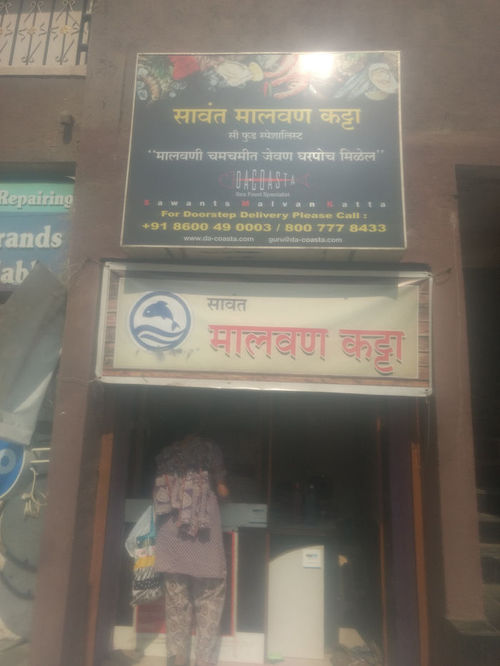 सावंत मालवण कट्टा
सी फुड स्पेशालिस्ट
"मालवणी चमचमीत जेवण घरपोच मिळेल"
DACOASTA
Sea Food Specialist
Sawants Malvan Katta
For Doorstep Delivery Please Call :
+91 8600 49 0003 / 800 777 8433
www.da-coasta.com guru@da-coasta.com
Repairing
rands
सावंत
मालवण कट्टा